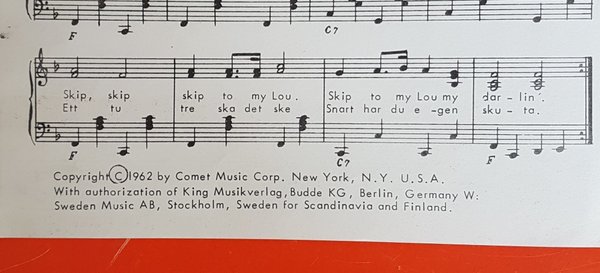 F C7
Skip, skip skip to my Lou. Skip to my Lou my dar - lin'.
Ett tu tre ska det ske Snart har du e - gen sku - ta.
F C7 F
Copyright Ⓒ 1962 by Comet Music Corp. New York, N.Y. U.S.A.
With authorization of King Musikverlag, Budde KG, Berlin, Germany W:
Sweden Music AB, Stockholm, Sweden for Scandinavia and Finland.